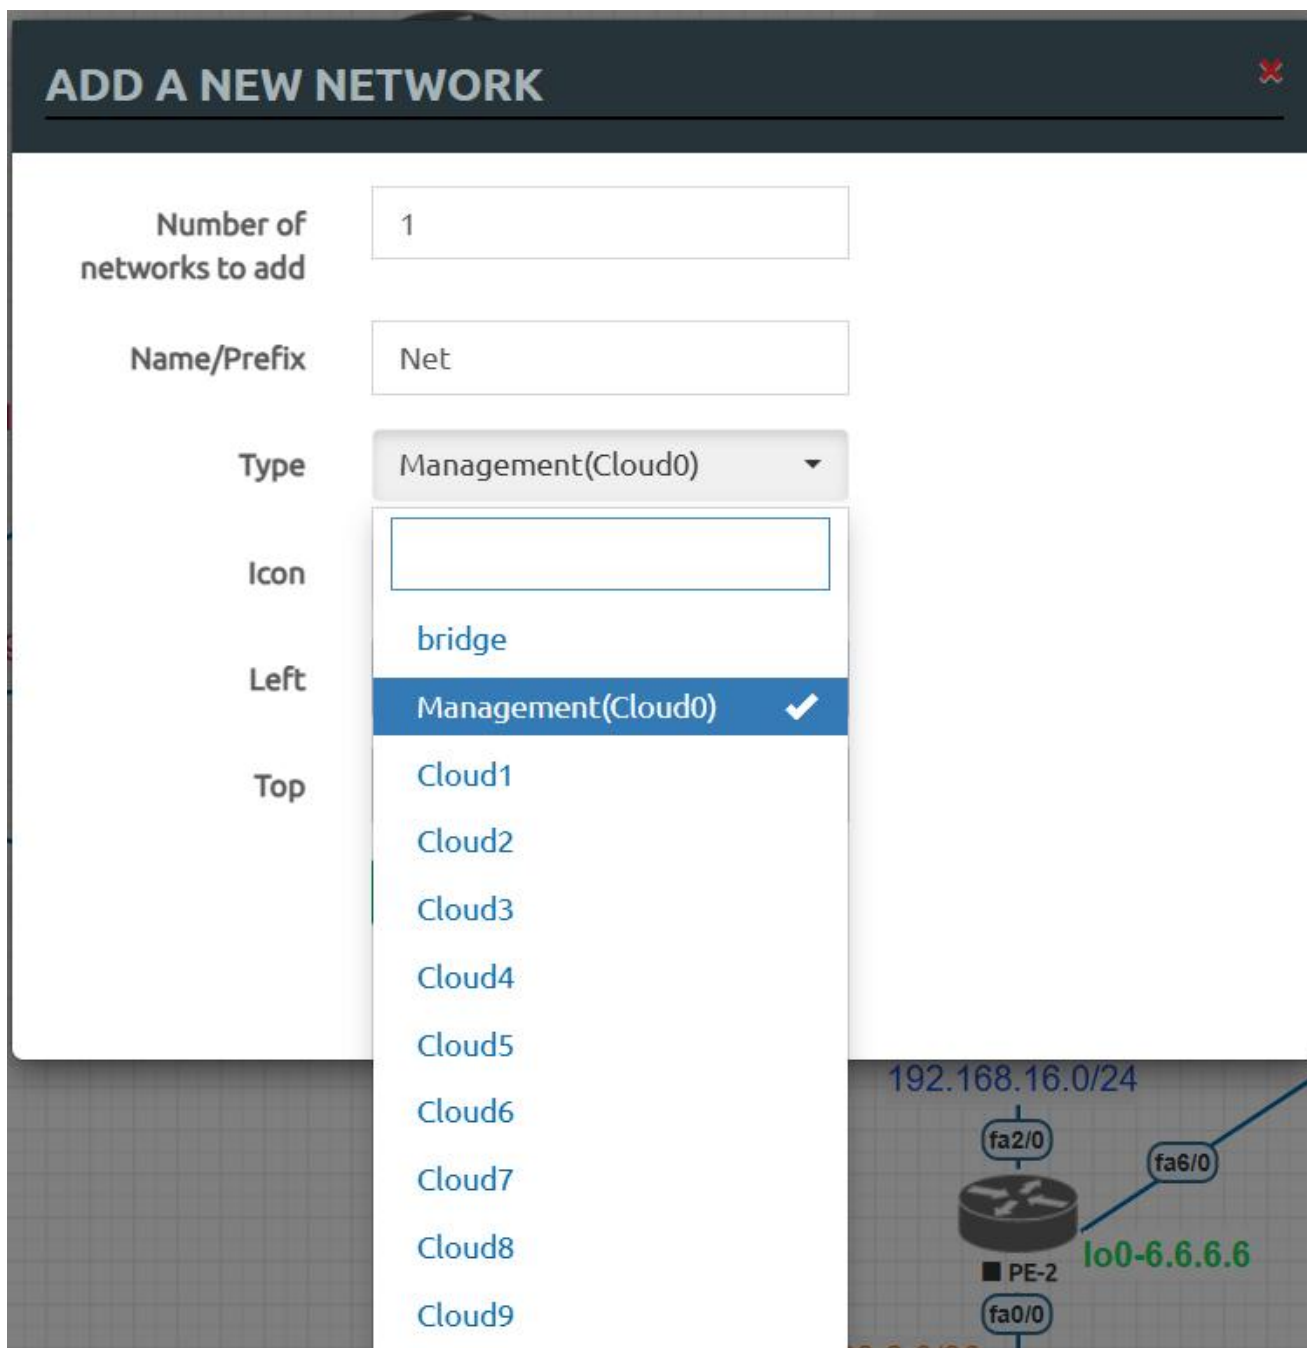 ADD A NEW NETWORK
Number of
networks to add
1
Name/Prefix
Net
Type
Management(Cloud0)
Icon
Left
Top
bridge
Management(Cloud0)
Cloud1
Cloud2
Cloud3
Cloud4
Cloud5
Cloud6
Cloud7
Cloud8
Cloud9
192.168.16.0/24
fa2/0
fa6/0
lo0-6.6.6.6
PE-2
fa0/0